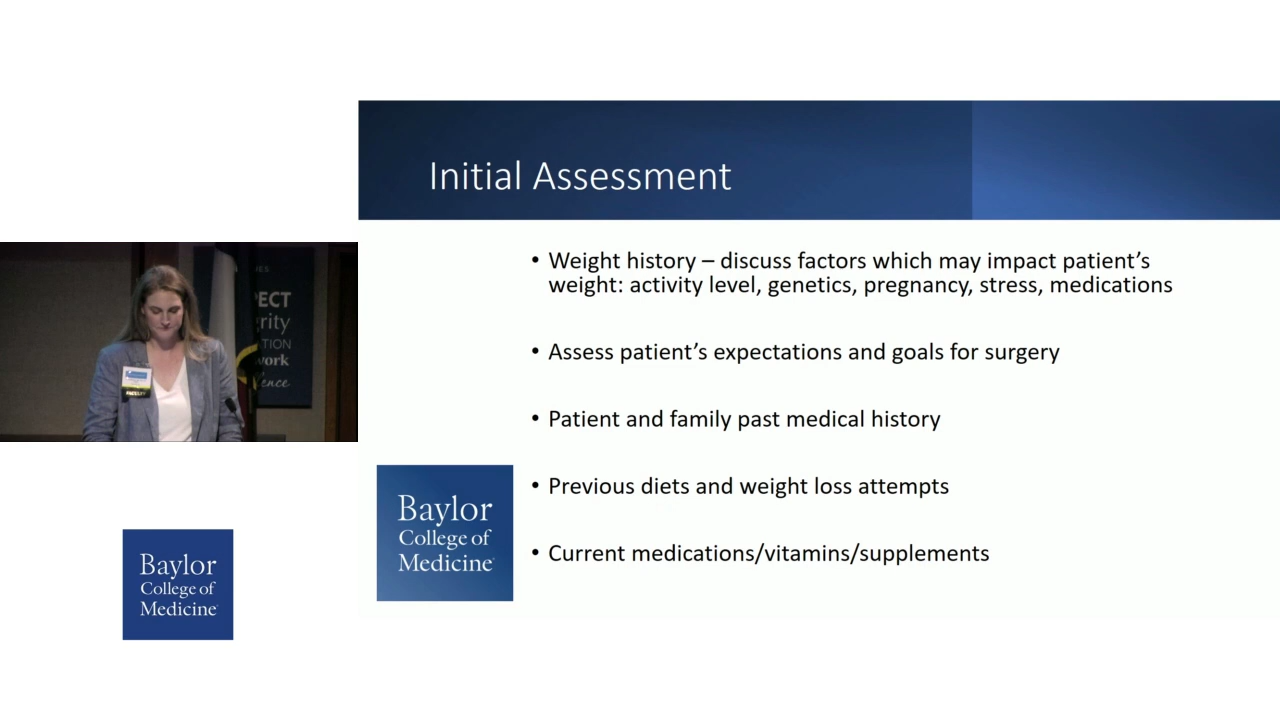 Initial Assessment
• Weight history – discuss factors which may impact patient's
weight: activity level, genetics, pregnancy, stress, medications
• Assess patient's expectations and goals for surgery
• Patient and family past medical history
• Previous diets and weight loss attempts
• Current medications/vitamins/supplements
Baylor
College of
Medicine
Baylor
College of
Medicine